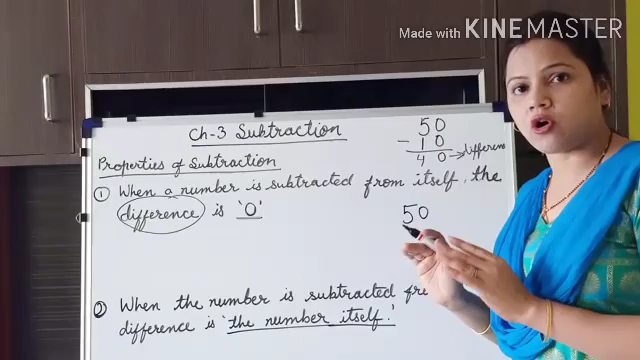 Made with KINEMASTER
Ch-3 Subtraction
50
- 10
40 → difference
Properties of Subtraction
① When a number is subtracted from itself, the
difference is '0'
50
② When the number is subtracted
difference is 'the number itself.'